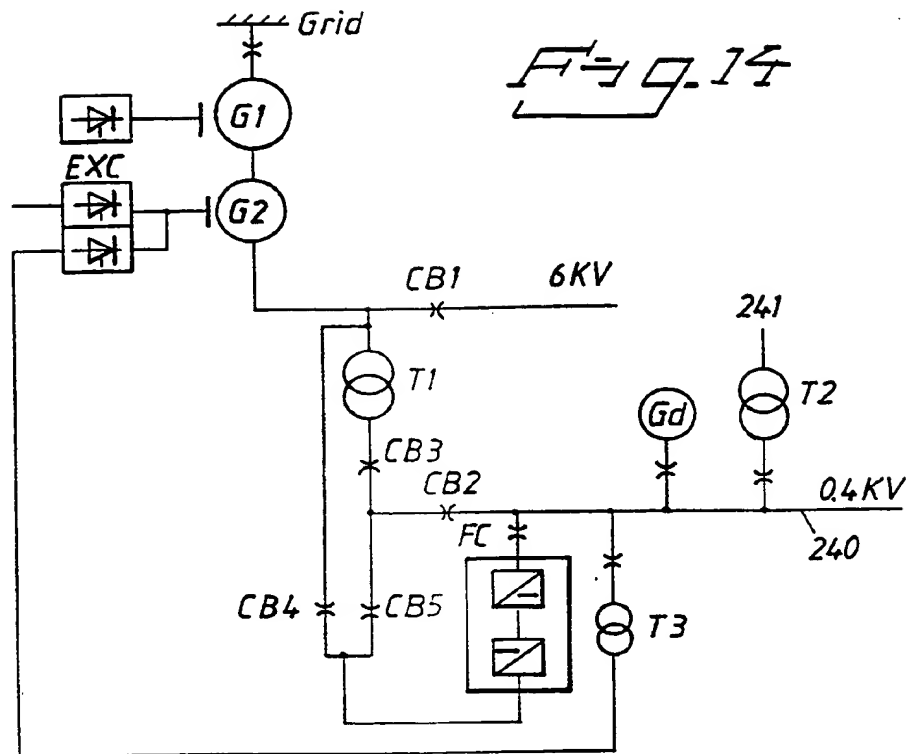 Grid
Fig. 14
G1
EXC
G2
CB1
6KV
241
T1
T2
Gd
CB3
CB2
0.4KV
FC
240
CB4
CB5
T3